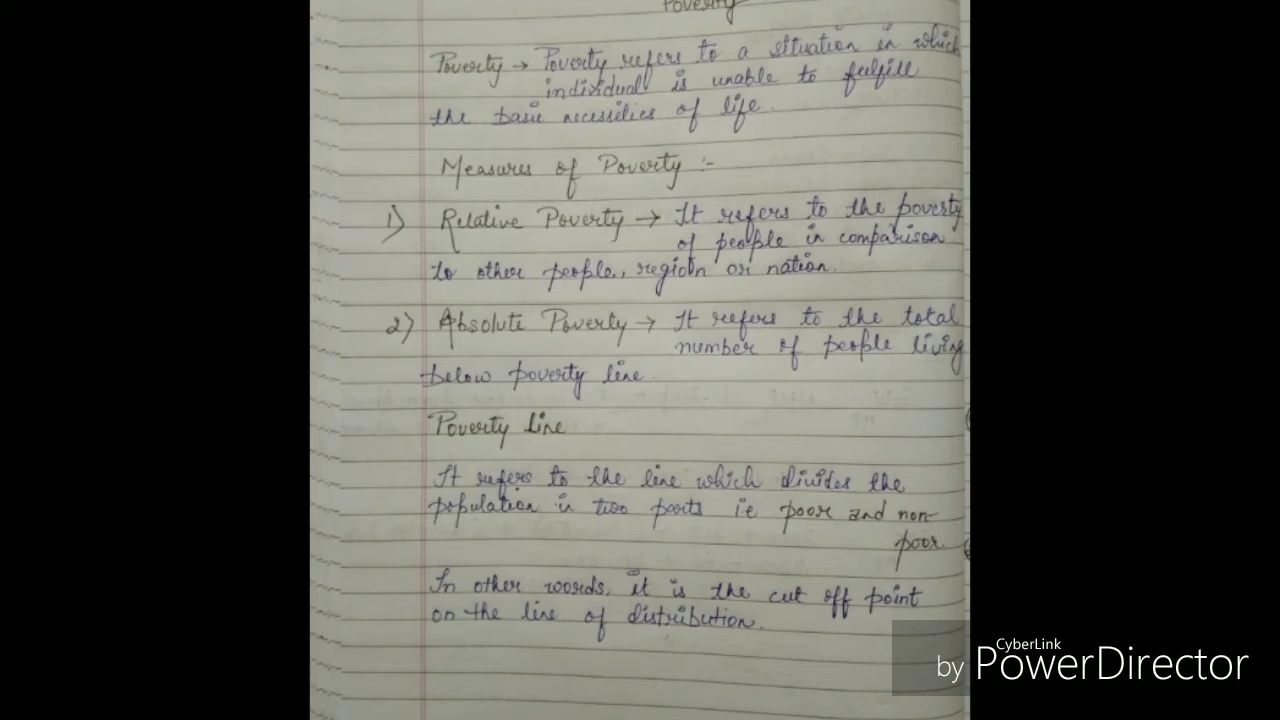 Poverty
Poverty → Poverty refers to a situation in which
individual is unable to fulfill
the basic necessities of life.
Measures of Poverty :-
1) Relative Poverty → It refers to the poverty
of people in comparison
to other people, region or nation.
2) Absolute Poverty → It refers to the total
number of people living
below poverty line.
Poverty line
It refers to the line which divides the
population in two parts i.e poor and non-
poor.
In other words, it is the cut off point
on the line of distribution.
CyberLink
by PowerDirector